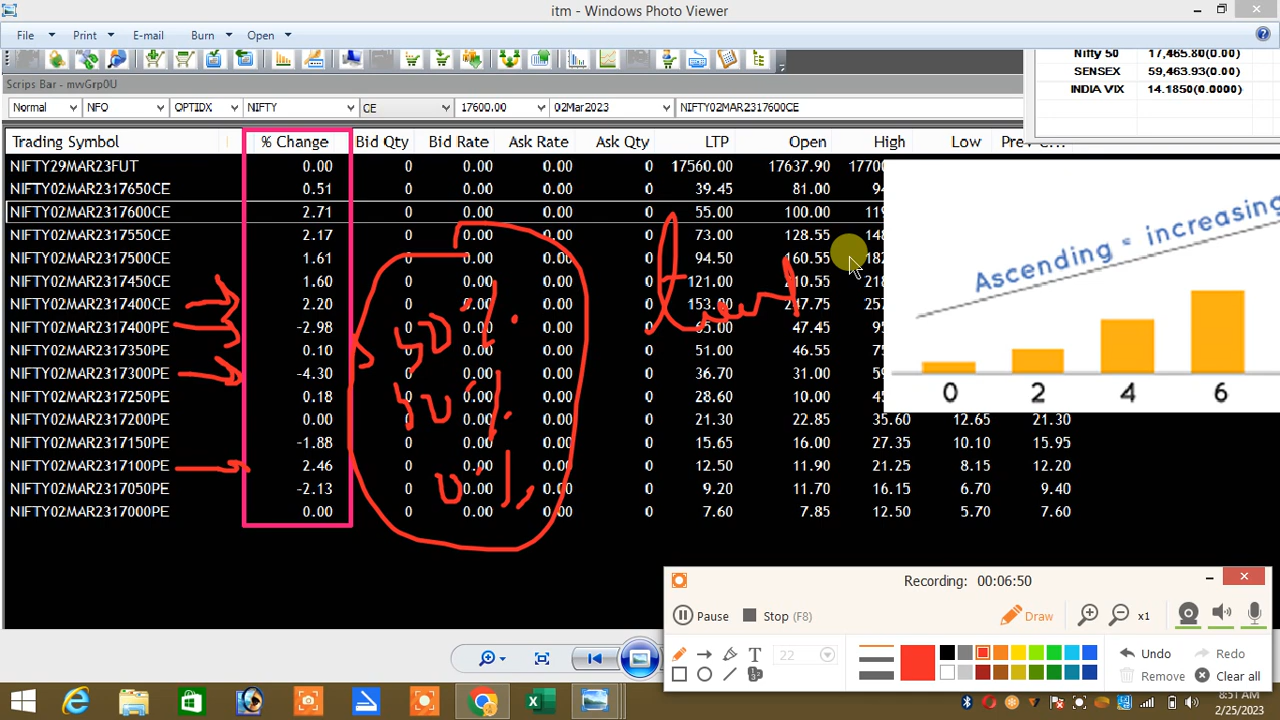 itm - Windows Photo Viewer
File Print E-mail Burn Open
Scrips Bar - mvvGrp0U
Normal NFO OPTIDX NIFTY CE 17600.00 02Mar2023 NIFTY02MAR2317600CE
Nifty 50 17,465.80(0.00)
SENSEX 59,463.93(0.00)
INDIA VIX 14.1850(0.0000)
Trading Symbol % Change Bid Qty Bid Rate Ask Rate Ask Qty LTP Open High Low
NIFTY29MAR23FUT 0.00 0 0.00 0.00 0 17560.00 17637.90
NIFTY02MAR2317650CE 0.51 0 0.00 0.00 0 39.45 81.00
NIFTY02MAR2317600CE 2.71 0 0.00 0.00 0 55.00 100.00
NIFTY02MAR2317550CE 2.17 0 0.00 0.00 0 73.00 128.55
NIFTY02MAR2317500CE 1.61 0 0.00 0.00 0 94.50 160.55
NIFTY02MAR2317450CE 1.60 0 0.00 0.00 0 121.00
NIFTY02MAR2317400CE 2.20 0 0.00 0.00 0
NIFTY02MAR2317400PE -2.98 0 0.00 0.00 0 47.45
NIFTY02MAR2317350PE 0.10 0 0.00 0.00 0 51.00 46.55
NIFTY02MAR2317300PE -4.30 0 0.00 0.00 0 36.70 31.00
NIFTY02MAR2317250PE 0.18 0 0.00 0.00 0 28.60 10.00
NIFTY02MAR2317200PE 0.00 0 0.00 0.00 0 21.30 22.85 35.60 12.65 21.30
NIFTY02MAR2317150PE -1.88 0 0.00 0.00 0 15.65 16.00 27.35 10.10 15.95
NIFTY02MAR2317100PE 2.46 0 0.00 0.00 0 12.50 11.90 21.25 8.15 12.20
NIFTY02MAR2317050PE -2.13 0 0.00 0.00 0 9.20 11.70 16.15 6.70 9.40
NIFTY02MAR2317000PE 0.00 0 0.00 0.00 0 7.60 7.85 12.50 5.70 7.60
50%
50%
0%
Ascending = increasing
0 2 4 6
Recording: 00:06:50
Pause Stop (F8) Draw x1
T 22 Undo Redo
Remove Clear all
8:51 AM
2/25/2023